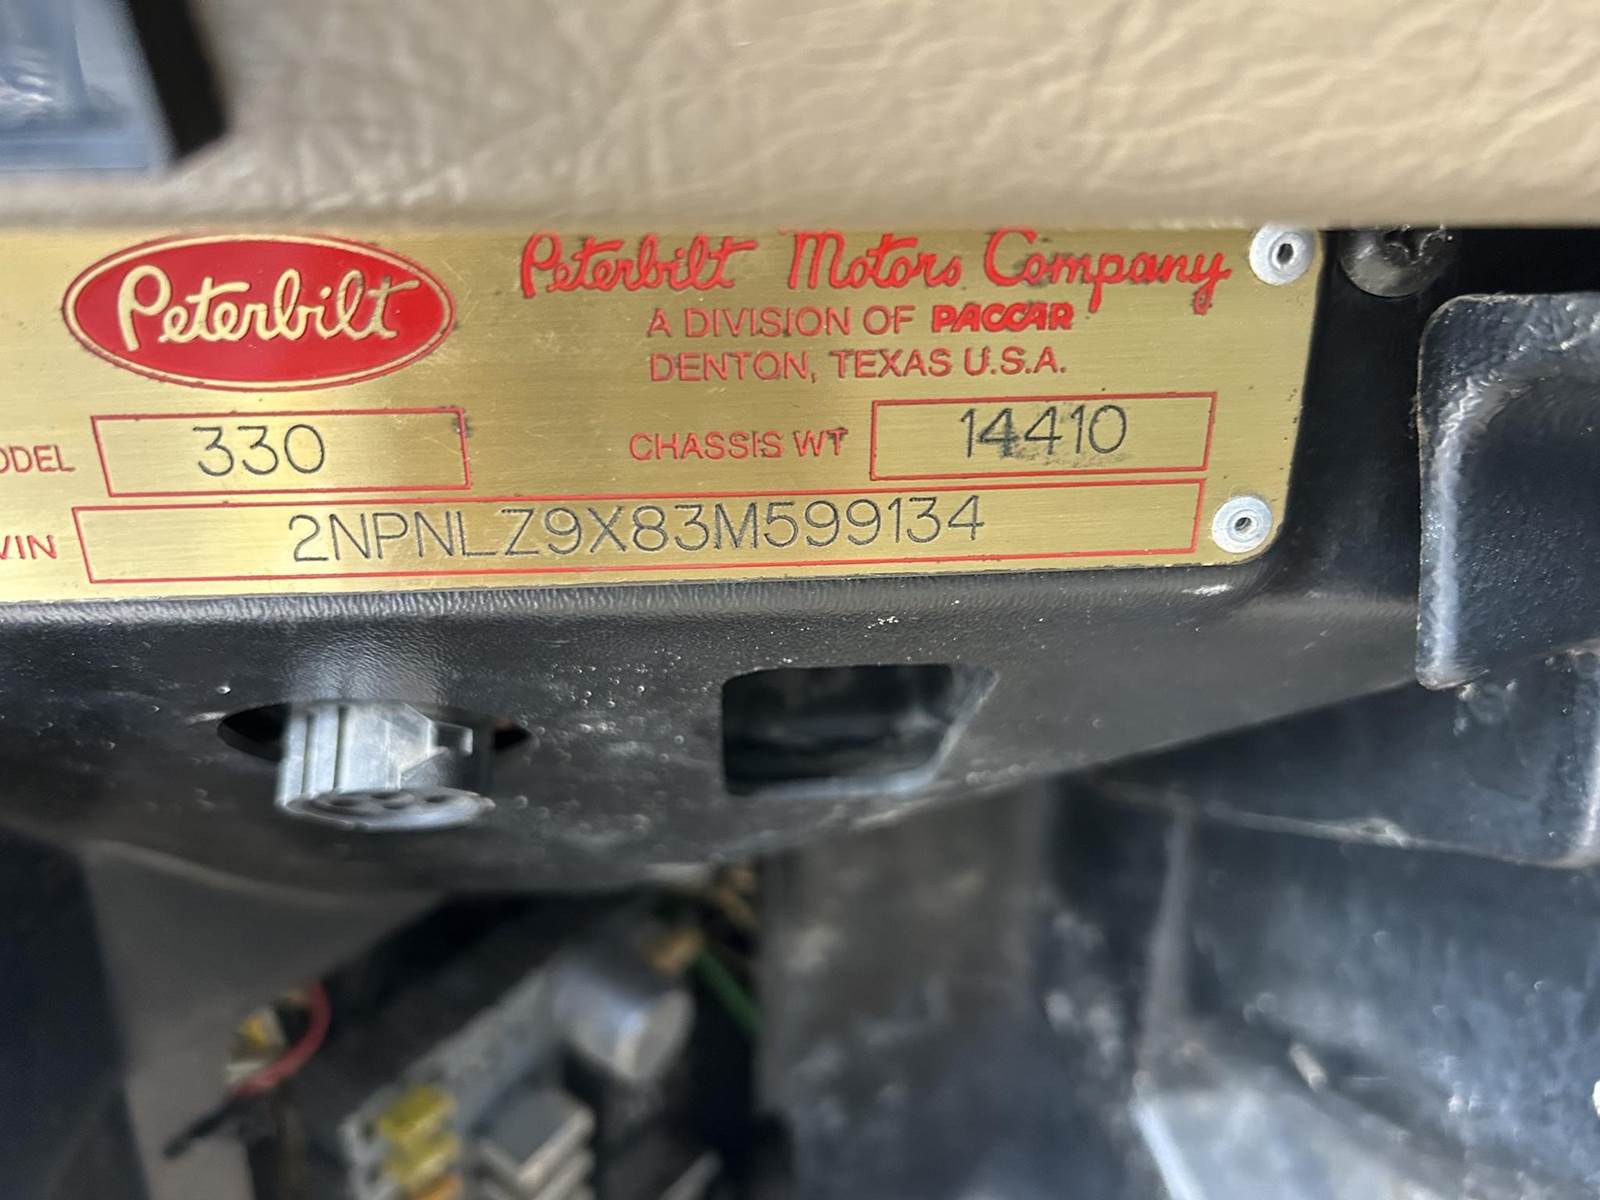 Peterbilt
Peterbilt Motors Company
A DIVISION OF PACCAR
DENTON, TEXAS U.S.A.
ODEL 330 CHASSIS WT 14410
VIN 2NPNLZ9X83M599134